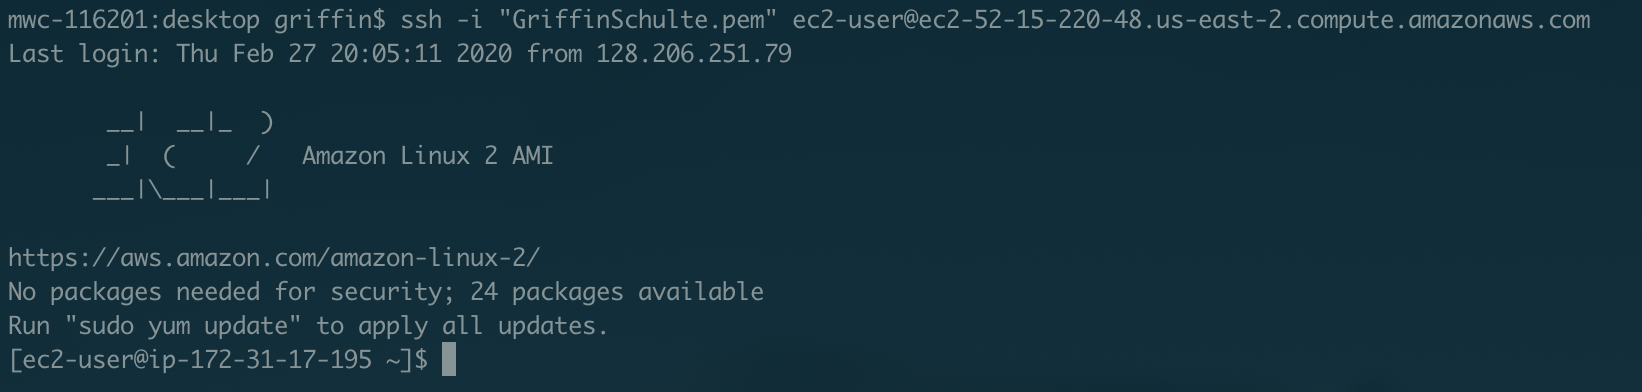 mwc-116201:desktop griffin$ ssh -i "GriffinSchulte.pem" ec2-user@ec2-52-15-220-48.us-east-2.compute.amazonaws.com
Last login: Thu Feb 27 20:05:11 2020 from 128.206.251.79
       __|  __|_  )
       _|  (     /   Amazon Linux 2 AMI
      ___|\___|___|
https://aws.amazon.com/amazon-linux-2/
No packages needed for security; 24 packages available
Run "sudo yum update" to apply all updates.
[ec2-user@ip-172-31-17-195 ~]$